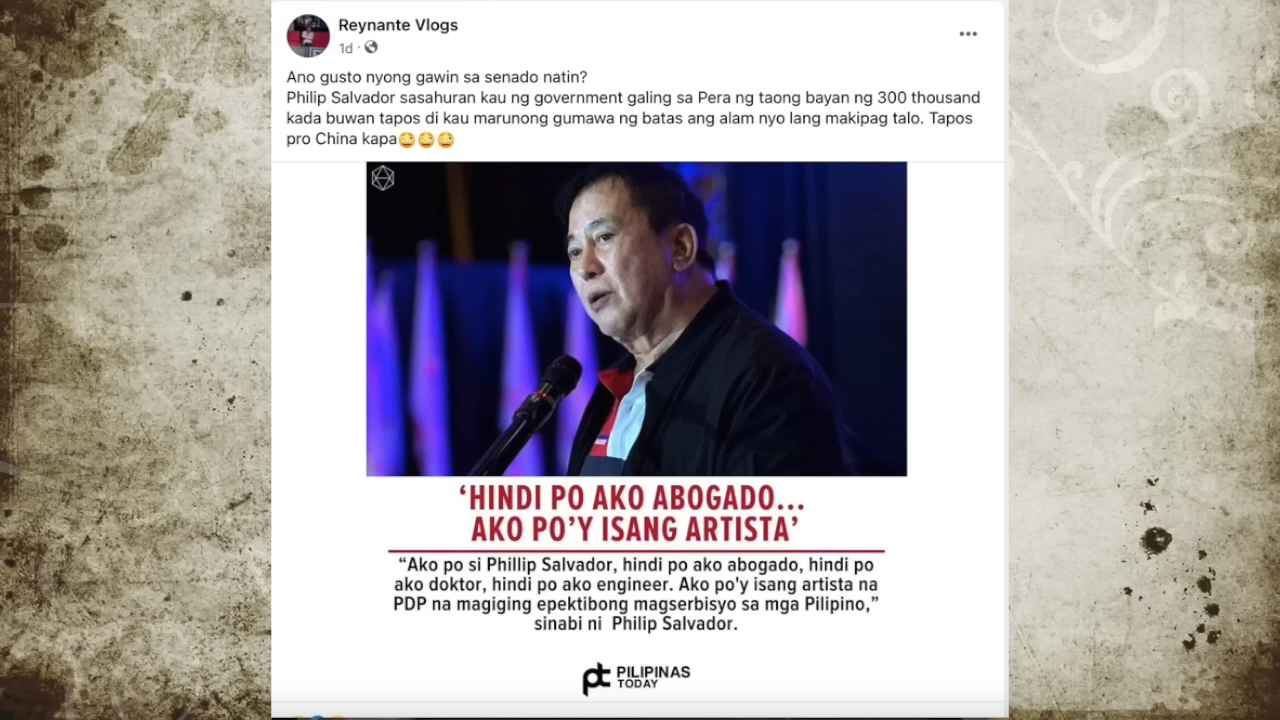 Reynante Vlogs
1d ·
Ano gusto nyong gawin sa senado natin?
Philip Salvador sasahuran kau ng government galing sa Pera ng taong bayan ng 300 thousand
kada buwan tapos di kau marunong gumawa ng batas ang alam nyo lang makipag talo. Tapos
pro China kapa🙄🙄🙄
‘HINDI PO AKO ABOGADO...
AKO PO’Y ISANG ARTISTA’
“Ako po si Phillip Salvador, hindi po ako abogado, hindi po
ako doktor, hindi po ako engineer. Ako po'y isang artista na
PDP na magiging epektibong magserbisyo sa mga Pilipino,”
sinabi ni Philip Salvador.
pt PILIPINAS
TODAY